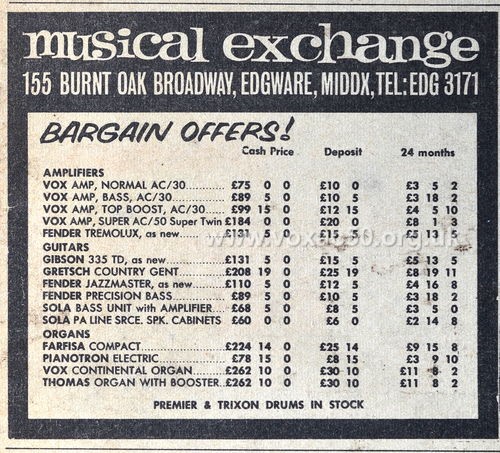 musical exchange
155 BURNT OAK BROADWAY, EDGWARE, MIDDX, TEL: EDG 3171
BARGAIN OFFERS!
Cash Price Deposit 24 months
AMPLIFIERS
VOX AMP, NORMAL AC/30 £75 0 0 £10 0 £3 5 2
VOX AMP, BASS, AC/30 £89 5 0 £10 5 £3 18 2
VOX AMP, TOP BOOST, AC/30 £99 15 0 £12 15 £4 5 10
VOX AMP, SUPER AC/50 Super Twin £184 0 0 £20 0 £8 1 3
FENDER TREMOLUX, as new £131 5 0 £15 5 £5 13
GUITARS
GIBSON 335 TD, as new £131 5 0 £15 5 £5 13 5
GRETSCH COUNTRY GENT £208 19 0 £25 19 £8 19 11
FENDER JAZZMASTER, as new £110 5 0 £12 5 £4 16 8
FENDER PRECISION BASS £89 5 0 £10 5 £3 18 2
SOLA BASS UNIT with AMPLIFIER £68 5 0 £8 5 £3 5 0
SOLA PA LINE SRCE. SPK. CABINETS £60 0 0 £6 0 £2 14 8
ORGANS
FARFISA COMPACT £224 14 0 £25 14 £9 15 8
PIANOTRON ELECTRIC £78 15 0 £8 15 £3 9 10
VOX CONTINENTAL ORGAN £262 10 0 £30 10 £11 8 2
THOMAS ORGAN WITH BOOSTER £262 10 0 £30 10 £11 8 2
PREMIER & TRIXON DRUMS IN STOCK
www.voxac30.org.uk